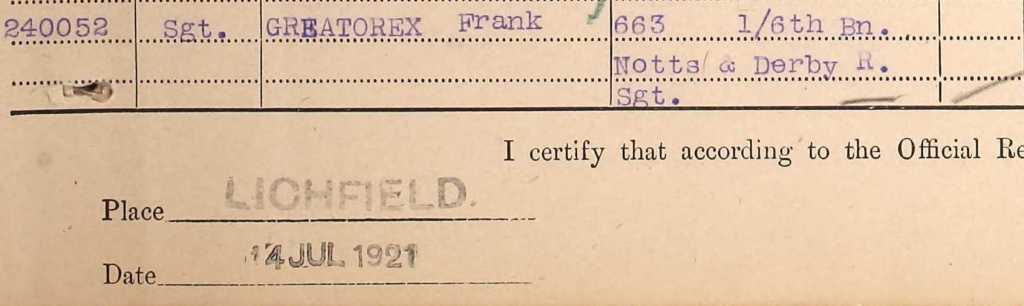 240052 Sgt. GREATOREX Frank 663 1/6th Bn.
Notts & Derby R.
Sgt.
I certify that according to the Official Re
Place LICHFIELD.
Date 14 JUL 1921